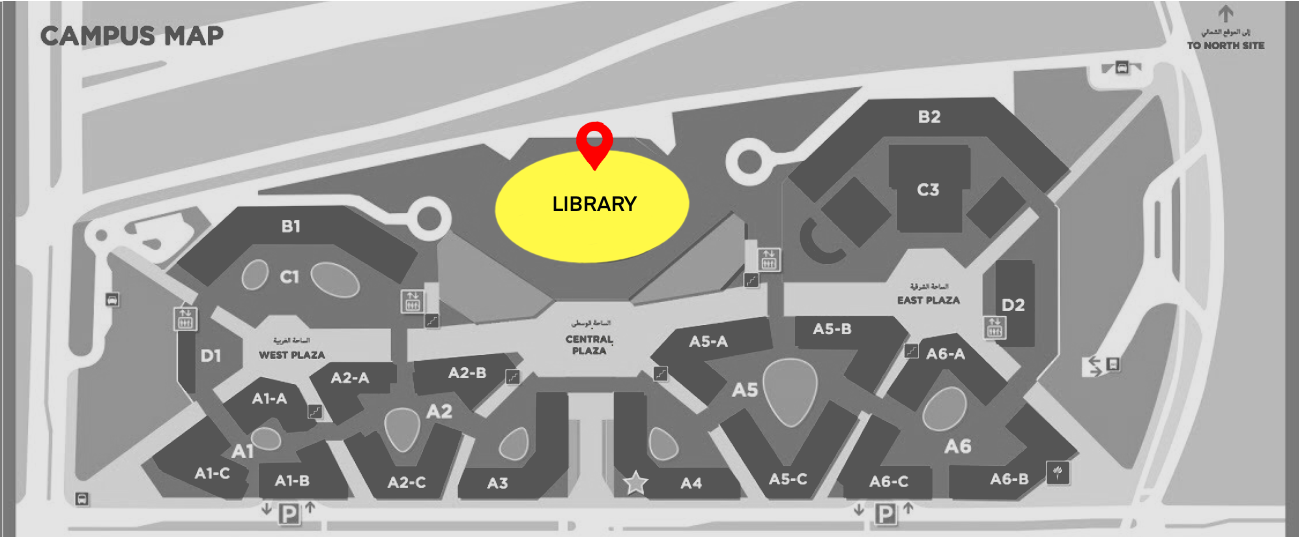 CAMPUS MAP
إلى الموقع الشمالي
TO NORTH SITE
B2
C3
LIBRARY
B1
C1
الساحة الشرقية
EAST PLAZA
D2
الساحة الوسطى
CENTRAL
PLAZA
الساحة الغربية
WEST PLAZA
D1
A5-A
A5-B
A6-A
A2-A
A2-B
A1-A
A5
A2
A1
A6
A1-C
A1-B
A2-C
A3
A4
A5-C
A6-C
A6-B
P
P